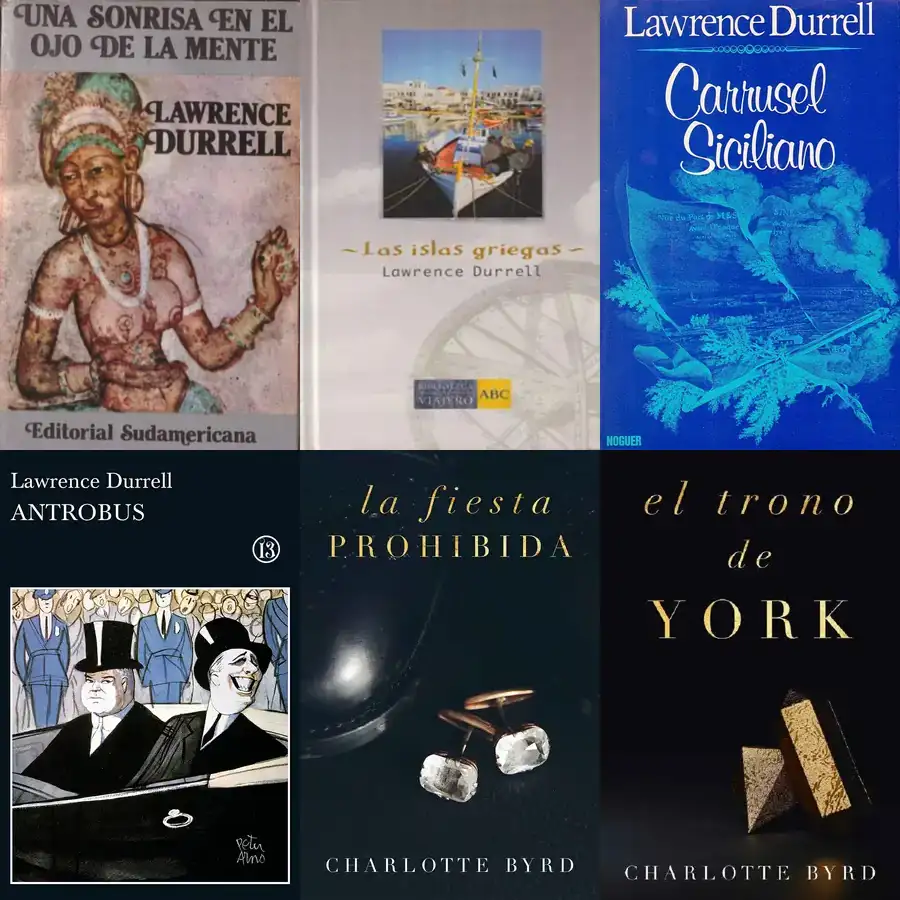 UNA SONRISA EN EL
OJO DE LA MENTE
LAWRENCE
DURRELL
Editorial Sudamericana
~Las islas griegas~
Lawrence Durrell
BIBLIOTECA
VIAJERO
ABC
Lawrence Durrell
Carrusel
Siciliano
NOGUER
Lawrence Durrell
ANTROBUS
13
Peter
Arno
la fiesta
PROHIBIDA
CHARLOTTE BYRD
el trono
de
YORK
CHARLOTTE BYRD